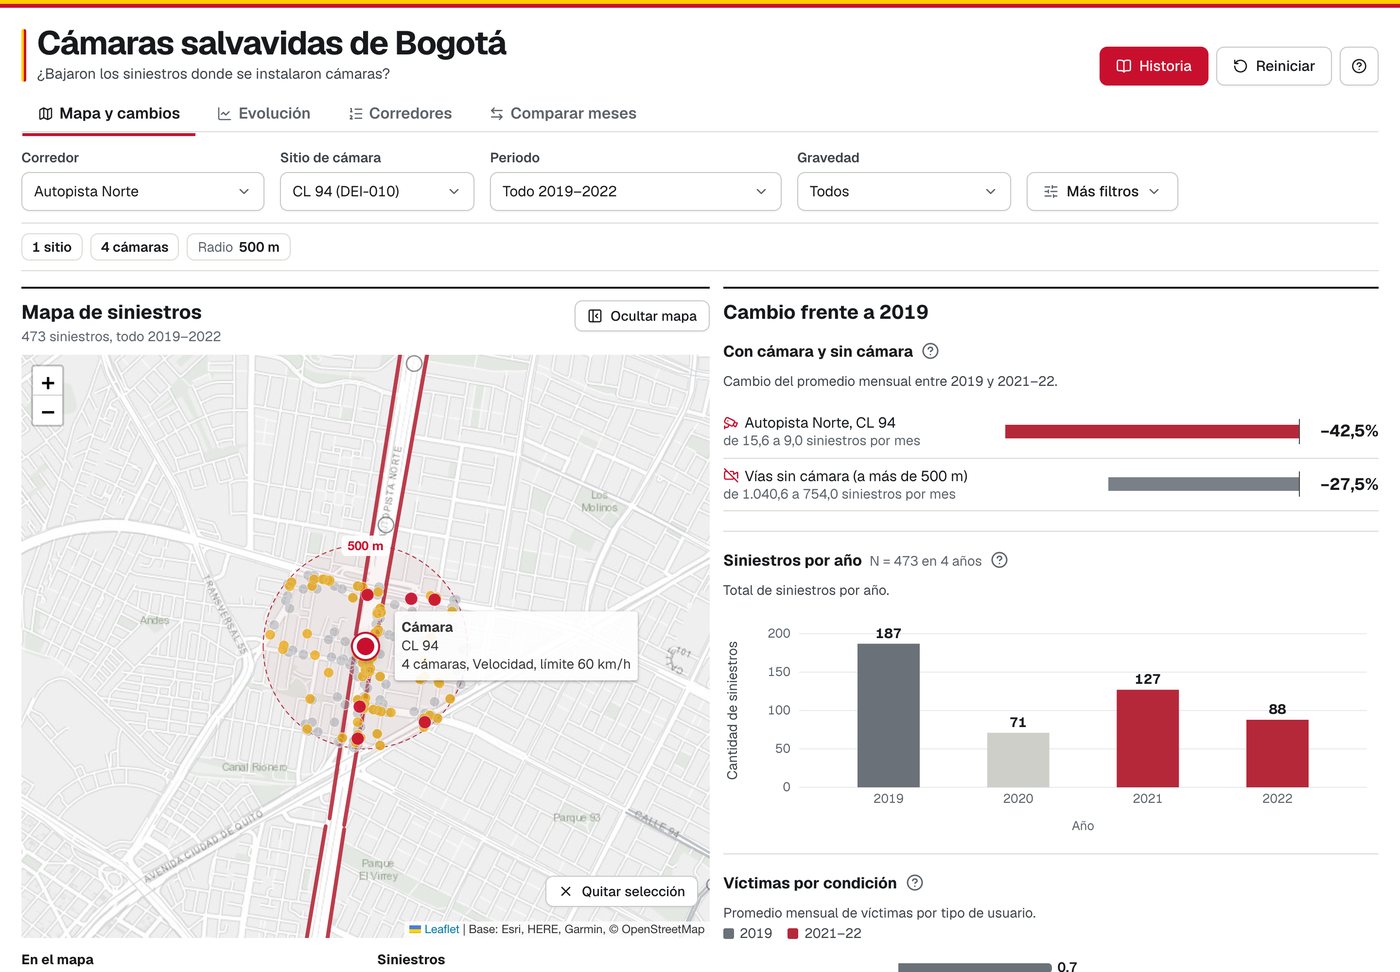 Cámaras salvavidas de Bogotá
¿Bajaron los siniestros donde se instalaron cámaras?
Historia
Reiniciar
Mapa y cambios
Evolución
Corredores
Comparar meses
Corredor
Sitio de cámara
Periodo
Gravedad
Autopista Norte
CL 94 (DEI-010)
Todo 2019–2022
Todos
Más filtros
1 sitio
4 cámaras
Radio 500 m
Mapa de siniestros
473 siniestros, todo 2019–2022
Ocultar mapa
+
−
AUTOPISTA NORTE
Los
Molinos
500 m
TRANSVERSAL 55
Andes
Cámara
CL 94
4 cámaras, Velocidad, límite 60 km/h
Canal Rionegro
Parque 93
CALLE 94
AVENIDA CIUDAD DE QUITO
Parque
El Virrey
Quitar selección
Leaflet | Base: Esri, HERE, Garmin, © OpenStreetMap
En el mapa
Siniestros
Cambio frente a 2019
Con cámara y sin cámara
Cambio del promedio mensual entre 2019 y 2021–22.
Autopista Norte, CL 94
de 15,6 a 9,0 siniestros por mes
−42,5%
Vías sin cámara (a más de 500 m)
de 1.040,6 a 754,0 siniestros por mes
−27,5%
Siniestros por año N = 473 en 4 años
Total de siniestros por año.
Cantidad de siniestros
200
150
100
50
0
187
71
127
88
2019
2020
2021
2022
Año
Víctimas por condición
Promedio mensual de víctimas por tipo de usuario.
2019
2021–22
0,7